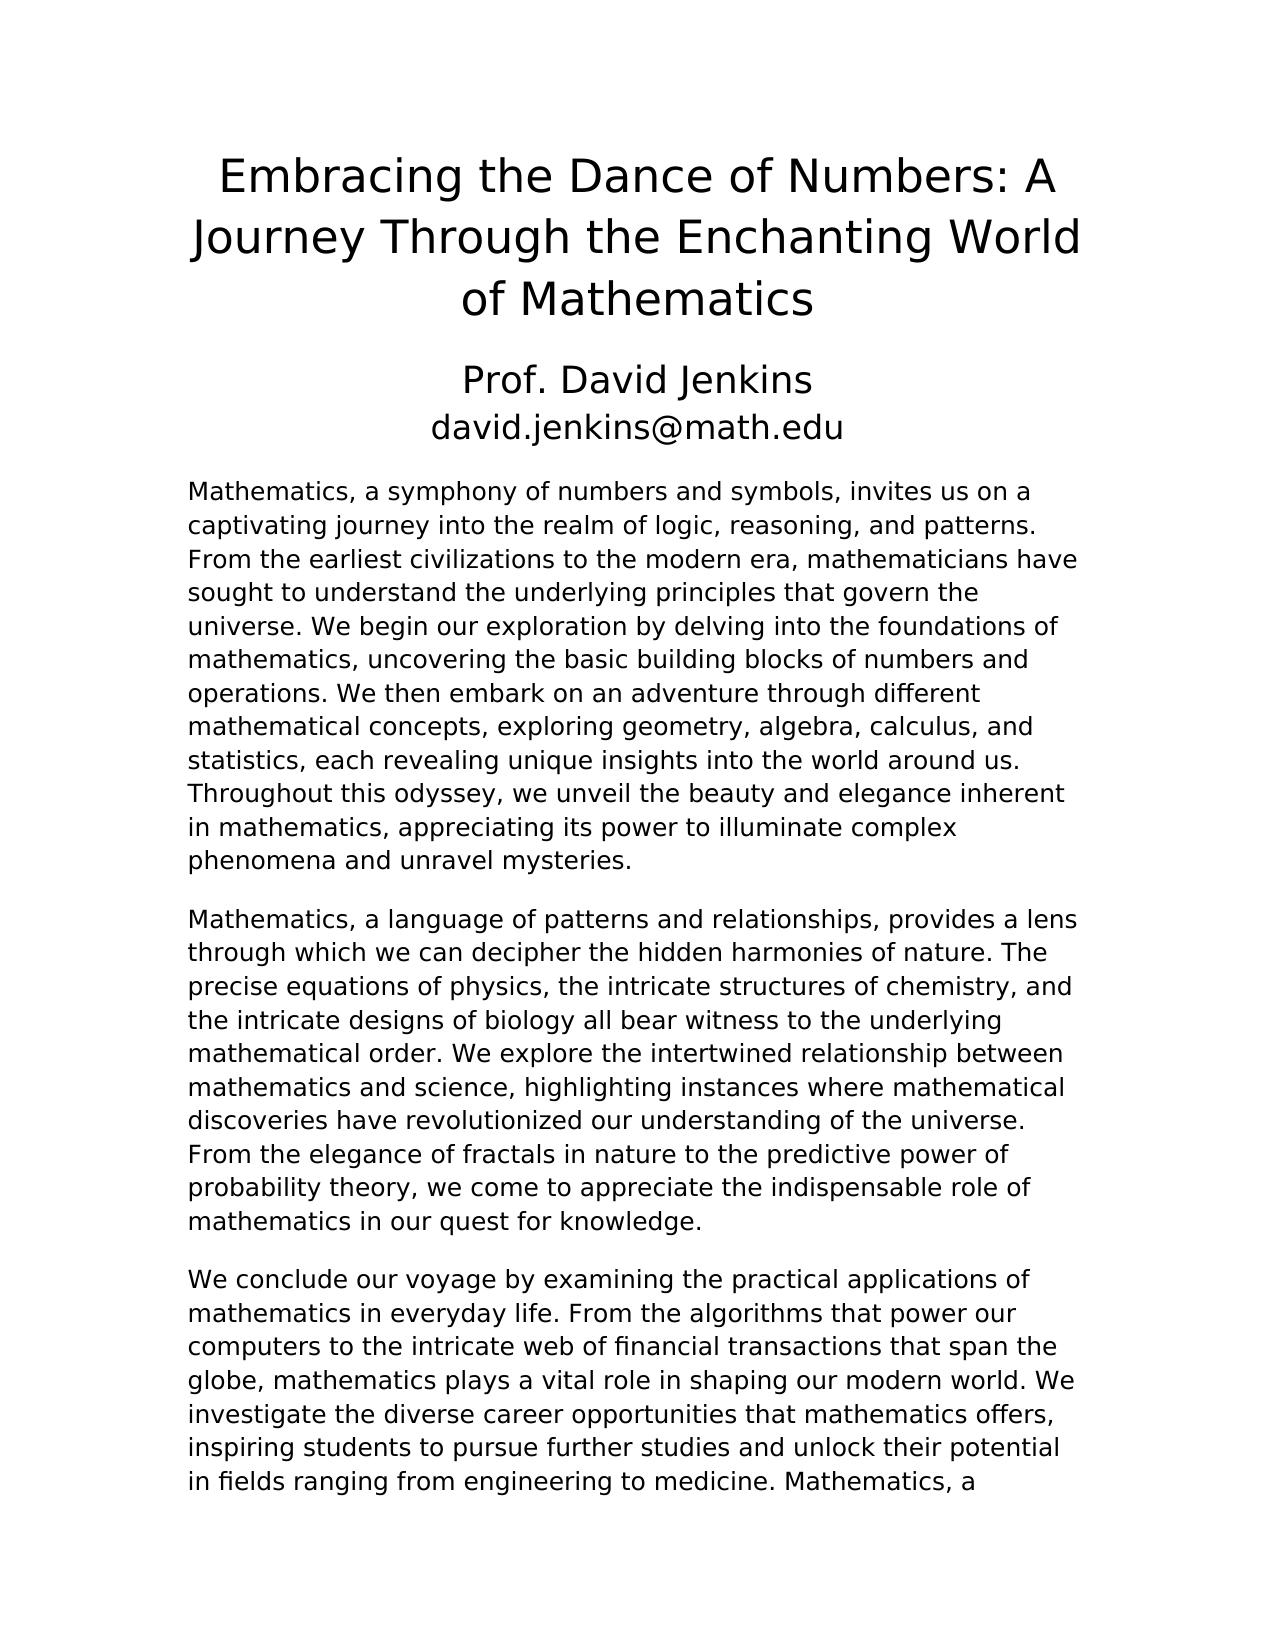 Embracing the Dance of Numbers: A
Journey Through the Enchanting World
of Mathematics
Prof. David Jenkins
david.jenkins@math.edu
Mathematics, a symphony of numbers and symbols, invites us on a
captivating journey into the realm of logic, reasoning, and patterns.
From the earliest civilizations to the modern era, mathematicians have
sought to understand the underlying principles that govern the
universe. We begin our exploration by delving into the foundations of
mathematics, uncovering the basic building blocks of numbers and
operations. We then embark on an adventure through different
mathematical concepts, exploring geometry, algebra, calculus, and
statistics, each revealing unique insights into the world around us.
Throughout this odyssey, we unveil the beauty and elegance inherent
in mathematics, appreciating its power to illuminate complex
phenomena and unravel mysteries.
Mathematics, a language of patterns and relationships, provides a lens
through which we can decipher the hidden harmonies of nature. The
precise equations of physics, the intricate structures of chemistry, and
the intricate designs of biology all bear witness to the underlying
mathematical order. We explore the intertwined relationship between
mathematics and science, highlighting instances where mathematical
discoveries have revolutionized our understanding of the universe.
From the elegance of fractals in nature to the predictive power of
probability theory, we come to appreciate the indispensable role of
mathematics in our quest for knowledge.
We conclude our voyage by examining the practical applications of
mathematics in everyday life. From the algorithms that power our
computers to the intricate web of financial transactions that span the
globe, mathematics plays a vital role in shaping our modern world. We
investigate the diverse career opportunities that mathematics offers,
inspiring students to pursue further studies and unlock their potential
in fields ranging from engineering to medicine. Mathematics, a